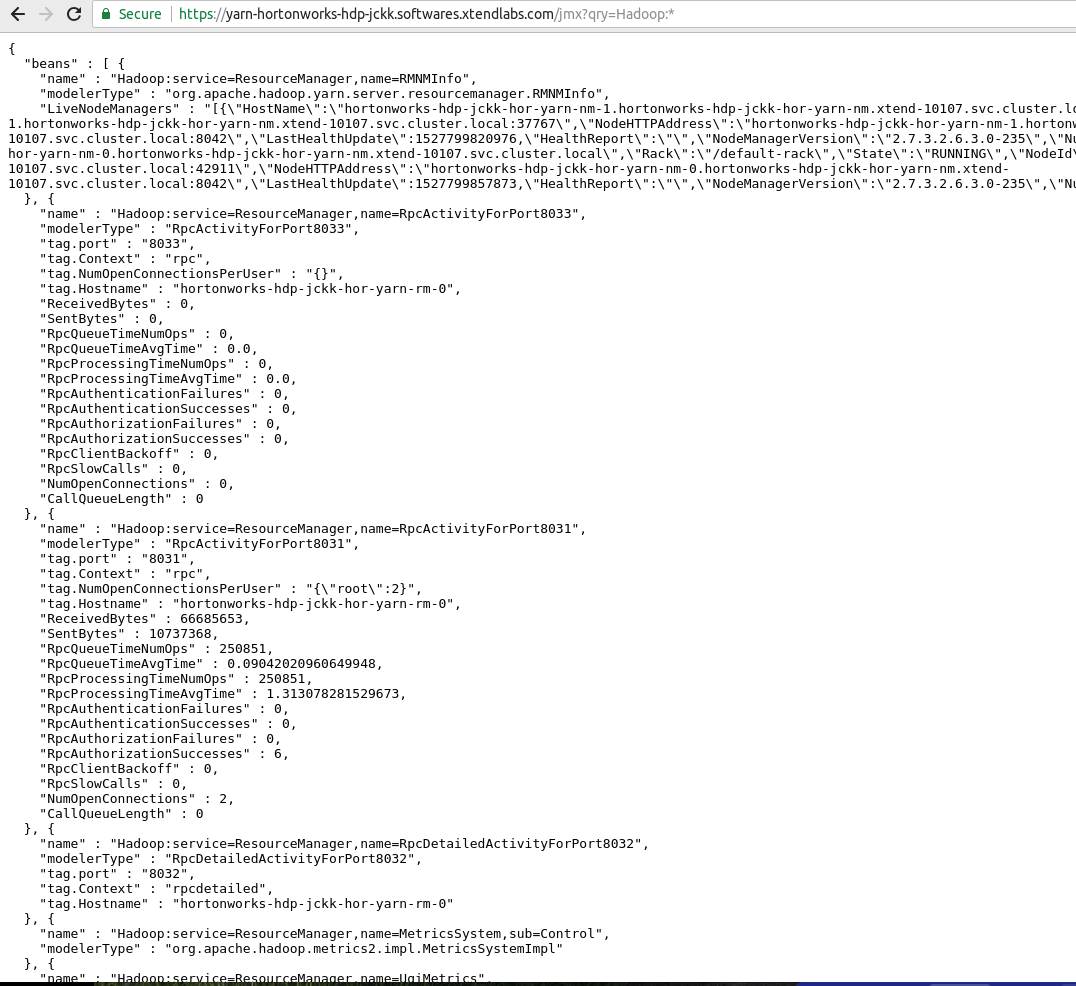 Secure https://yarn-hortonworks-hdp-jckk.softwares.xtendlabs.com/jmx?qry=Hadoop:*
{
"beans" : [ {
"name" : "Hadoop:service=ResourceManager,name=RMNMInfo",
"modelerType" : "org.apache.hadoop.yarn.server.resourcemanager.RMNMInfo",
"LiveNodeManagers" : "[{\"HostName\":\"hortonworks-hdp-jckk-hor-yarn-nm-1.hortonworks-hdp-jckk-hor-yarn-nm.xtend-10107.svc.cluster.lo
1.hortonworks-hdp-jckk-hor-yarn-nm.xtend-10107.svc.cluster.local:37767\",\"NodeHTTPAddress\":\"hortonworks-hdp-jckk-hor-yarn-nm-1.hortonw
10107.svc.cluster.local:8042\",\"LastHealthUpdate\":1527799820976,\"HealthReport\":\"\",\"NodeManagerVersion\":\"2.7.3.2.6.3.0-235\",\"Nu
hor-yarn-nm-0.hortonworks-hdp-jckk-hor-yarn-nm.xtend-10107.svc.cluster.local\",\"Rack\":\"/default-rack\",\"State\":\"RUNNING\",\"NodeId\
10107.svc.cluster.local:42911\",\"NodeHTTPAddress\":\"hortonworks-hdp-jckk-hor-yarn-nm-0.hortonworks-hdp-jckk-hor-yarn-nm.xtend-
10107.svc.cluster.local:8042\",\"LastHealthUpdate\":1527799857873,\"HealthReport\":\"\",\"NodeManagerVersion\":\"2.7.3.2.6.3.0-235\",\"Nu
}, {
"name" : "Hadoop:service=ResourceManager,name=RpcActivityForPort8033",
"modelerType" : "RpcActivityForPort8033",
"tag.port" : "8033",
"tag.Context" : "rpc",
"tag.NumOpenConnectionsPerUser" : "{}",
"tag.Hostname" : "hortonworks-hdp-jckk-hor-yarn-rm-0",
"ReceivedBytes" : 0,
"SentBytes" : 0,
"RpcQueueTimeNumOps" : 0,
"RpcQueueTimeAvgTime" : 0.0,
"RpcProcessingTimeNumOps" : 0,
"RpcProcessingTimeAvgTime" : 0.0,
"RpcAuthenticationFailures" : 0,
"RpcAuthenticationSuccesses" : 0,
"RpcAuthorizationFailures" : 0,
"RpcAuthorizationSuccesses" : 0,
"RpcClientBackoff" : 0,
"RpcSlowCalls" : 0,
"NumOpenConnections" : 0,
"CallQueueLength" : 0
}, {
"name" : "Hadoop:service=ResourceManager,name=RpcActivityForPort8031",
"modelerType" : "RpcActivityForPort8031",
"tag.port" : "8031",
"tag.Context" : "rpc",
"tag.NumOpenConnectionsPerUser" : "{\"root\":2}",
"tag.Hostname" : "hortonworks-hdp-jckk-hor-yarn-rm-0",
"ReceivedBytes" : 66685653,
"SentBytes" : 10737368,
"RpcQueueTimeNumOps" : 250851,
"RpcQueueTimeAvgTime" : 0.09042020960649948,
"RpcProcessingTimeNumOps" : 250851,
"RpcProcessingTimeAvgTime" : 1.313078281529673,
"RpcAuthenticationFailures" : 0,
"RpcAuthenticationSuccesses" : 0,
"RpcAuthorizationFailures" : 0,
"RpcAuthorizationSuccesses" : 6,
"RpcClientBackoff" : 0,
"RpcSlowCalls" : 0,
"NumOpenConnections" : 2,
"CallQueueLength" : 0
}, {
"name" : "Hadoop:service=ResourceManager,name=RpcDetailedActivityForPort8032",
"modelerType" : "RpcDetailedActivityForPort8032",
"tag.port" : "8032",
"tag.Context" : "rpcdetailed",
"tag.Hostname" : "hortonworks-hdp-jckk-hor-yarn-rm-0"
}, {
"name" : "Hadoop:service=ResourceManager,name=MetricsSystem,sub=Control",
"modelerType" : "org.apache.hadoop.metrics2.impl.MetricsSystemImpl"
}, {
"name" : "Hadoop:service=ResourceManager,name=UgiMetrics",